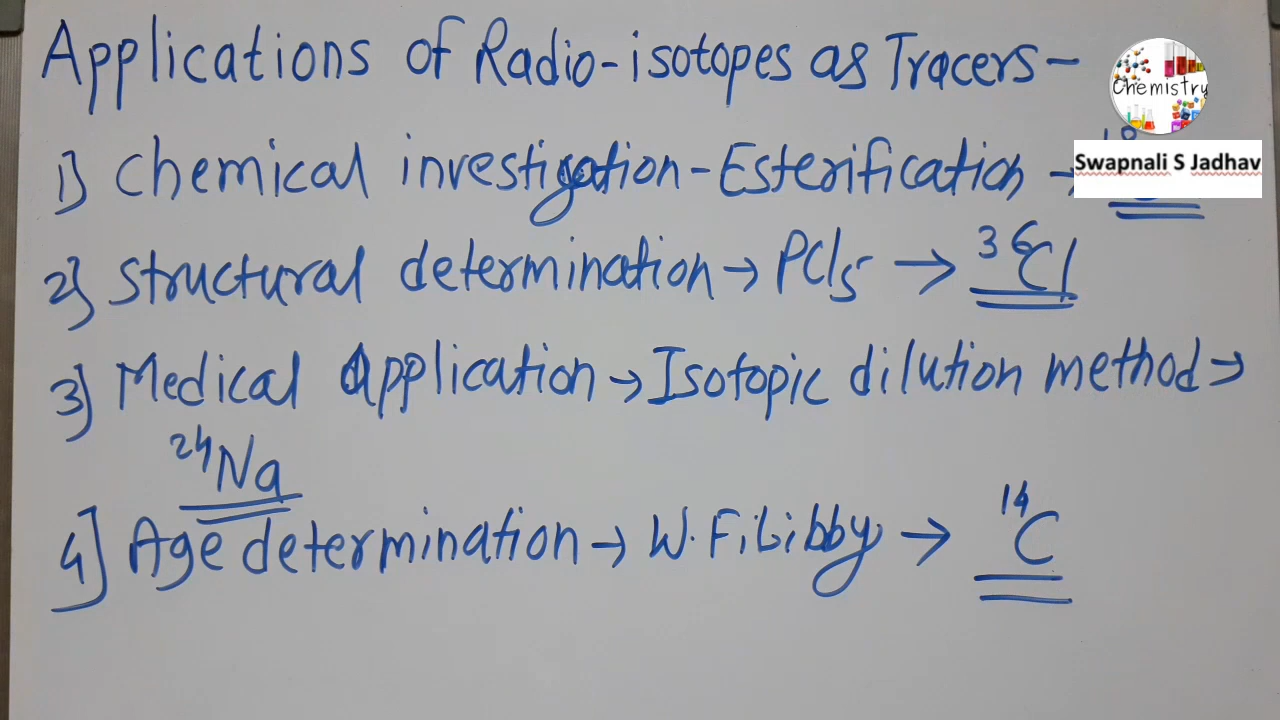 Applications of Radio-isotopes as Tracers-
Chemistry
1) Chemical investigation - Esterification →
Swapnali S Jadhav
2) Structural determination → PCl5 → 36Cl
3) Medical Application → Isotopic dilution method →
24Na
4] Age determination → W. F. Libby → 14C